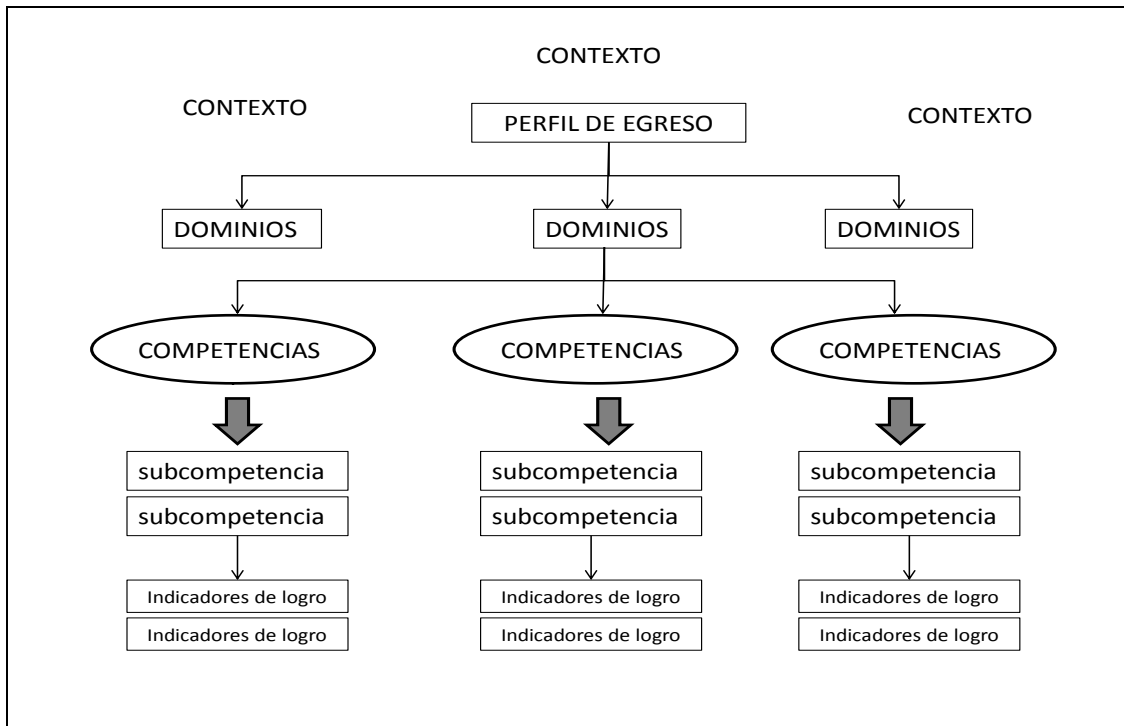 CONTEXTO
CONTEXTO
CONTEXTO
PERFIL DE EGRESO
DOMINIOS
DOMINIOS
DOMINIOS
COMPETENCIAS
COMPETENCIAS
COMPETENCIAS
subcompetencia
subcompetencia
subcompetencia
subcompetencia
subcompetencia
subcompetencia
Indicadores de logro
Indicadores de logro
Indicadores de logro
Indicadores de logro
Indicadores de logro
Indicadores de logro